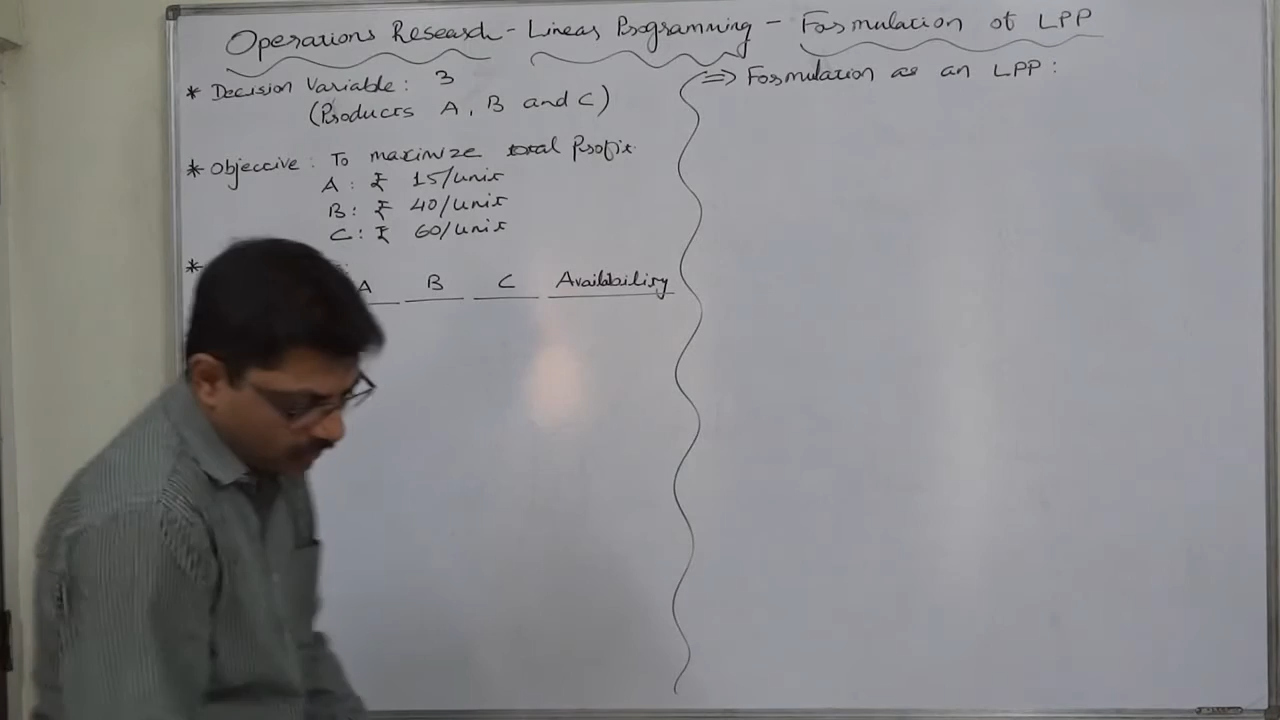 Operations Research - Linear Programming - Formulation of LPP
* Decision Variable : 3
(Products A, B and C)
* Objective : To maximize total Profit.
A : ₹ 15/unit
B : ₹ 40/unit
C : ₹ 60/unit
* :
A B C Availability
⇒ Formulation as an LPP :